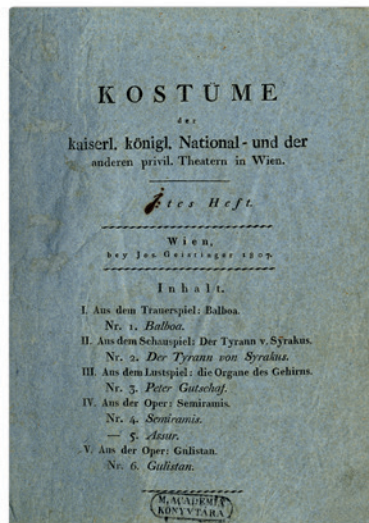 KOSTÜME
der
kaiserl. königl. National- und der
anderen privil. Theatern in Wien.
tes Heft.
Wien,
bey Jos. Geistinger 1807.
Inhalt.
I. Aus dem Trauerspiel: Balboa.
Nr. 1. Balboa.
II. Aus dem Schauspiel: Der Tyrann v. Sÿrakus.
Nr. 2. Der Tyrann von Syrakus.
III. Aus dem Lustspiel: die Organe des Gehirns.
Nr. 3. Peter Gutschaf.
IV. Aus der Oper: Semiramis.
Nr. 4. Semiramis.
— 5. Assur.
V. Aus der Oper: Gulistan.
Nr. 6. Gulistan.
M. ACADEMIA
KÖNYVTÁRA